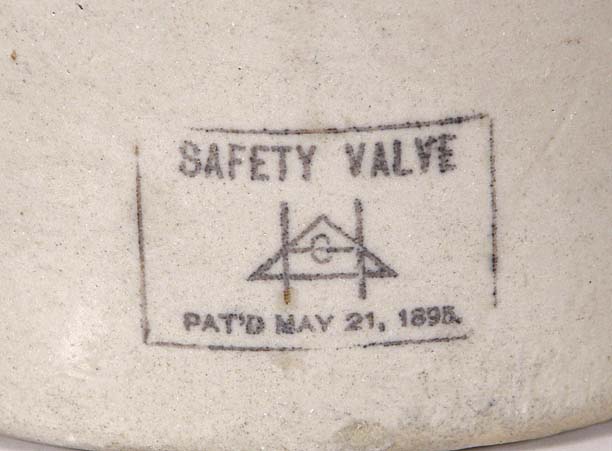 SAFETY VALVE
C
PAT'D MAY 21, 1895.